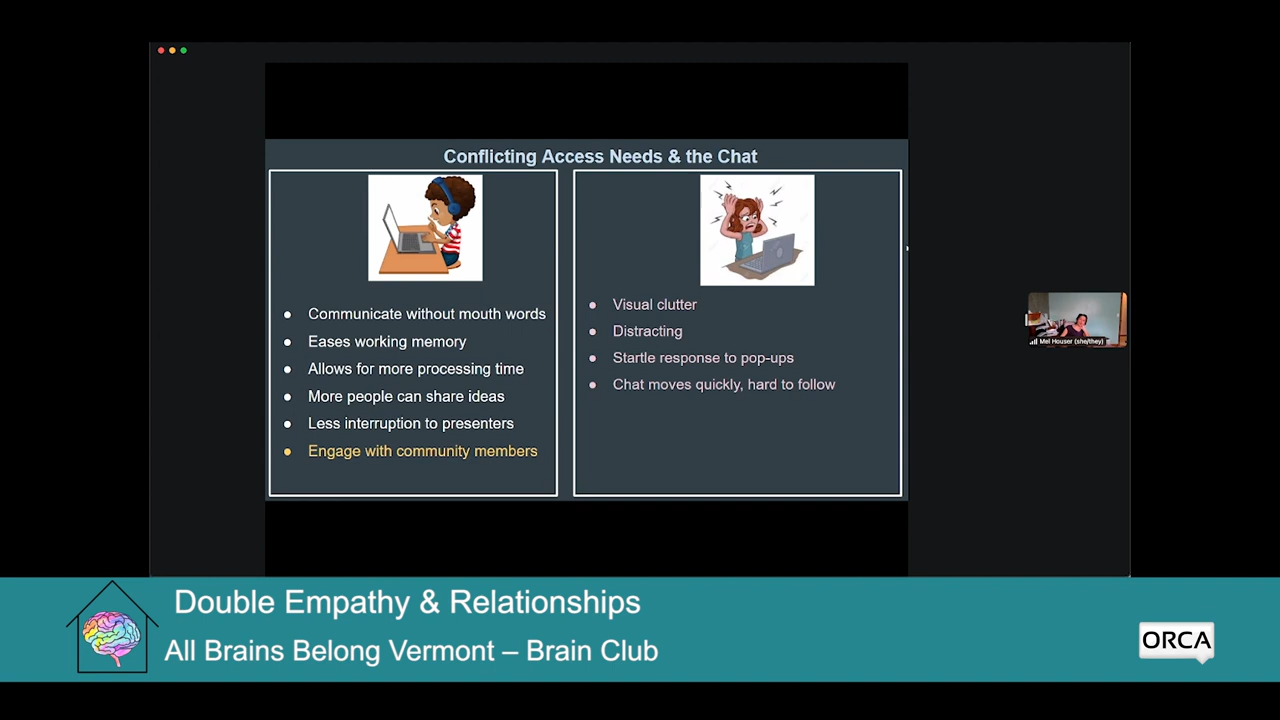 Conflicting Access Needs & the Chat
Communicate without mouth words
Eases working memory
Allows for more processing time
More people can share ideas
Less interruption to presenters
Engage with community members
Visual clutter
Distracting
Startle response to pop-ups
Chat moves quickly, hard to follow
Mel Houser (she/they)
Double Empathy & Relationships
All Brains Belong Vermont – Brain Club
ORCA